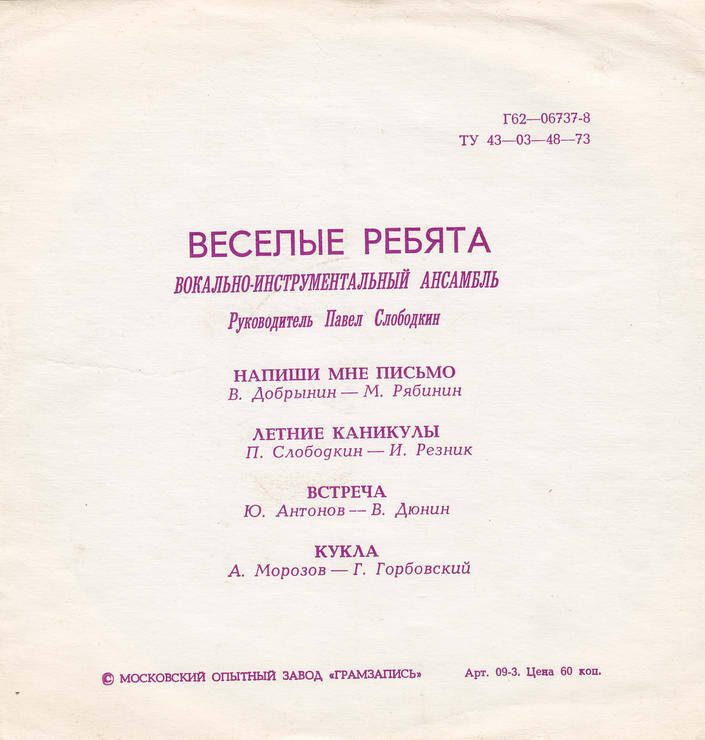 Г62—06737-8
ТУ 43—03—48—73
ВЕСЕЛЫЕ РЕБЯТА
ВОКАЛЬНО-ИНСТРУМЕНТАЛЬНЫЙ АНСАМБЛЬ
Руководитель Павел Слободкин
НАПИШИ МНЕ ПИСЬМО
В. Добрынин — М. Рябинин
ЛЕТНИЕ КАНИКУЛЫ
П. Слободкин — И. Резник
ВСТРЕЧА
Ю. Антонов — В. Дюнин
КУКЛА
А. Морозов — Г. Горбовский
© МОСКОВСКИЙ ОПЫТНЫЙ ЗАВОД «ГРАМЗАПИСЬ» Арт. 09-3. Цена 60 коп.